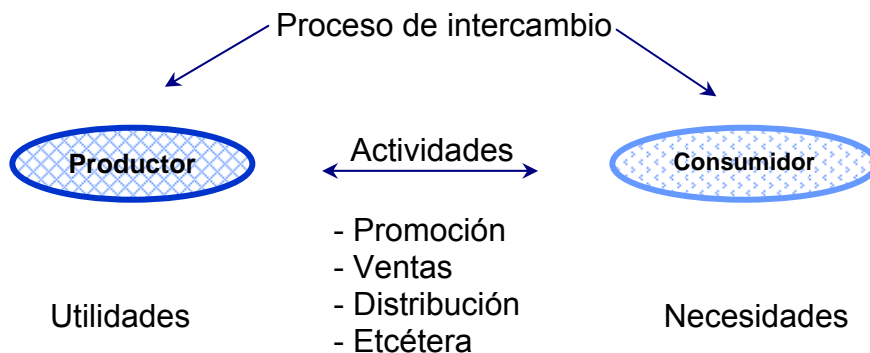 Proceso de intercambio
Productor
Actividades
Consumidor
- Promoción
- Ventas
- Distribución
- Etcétera
Utilidades
Necesidades